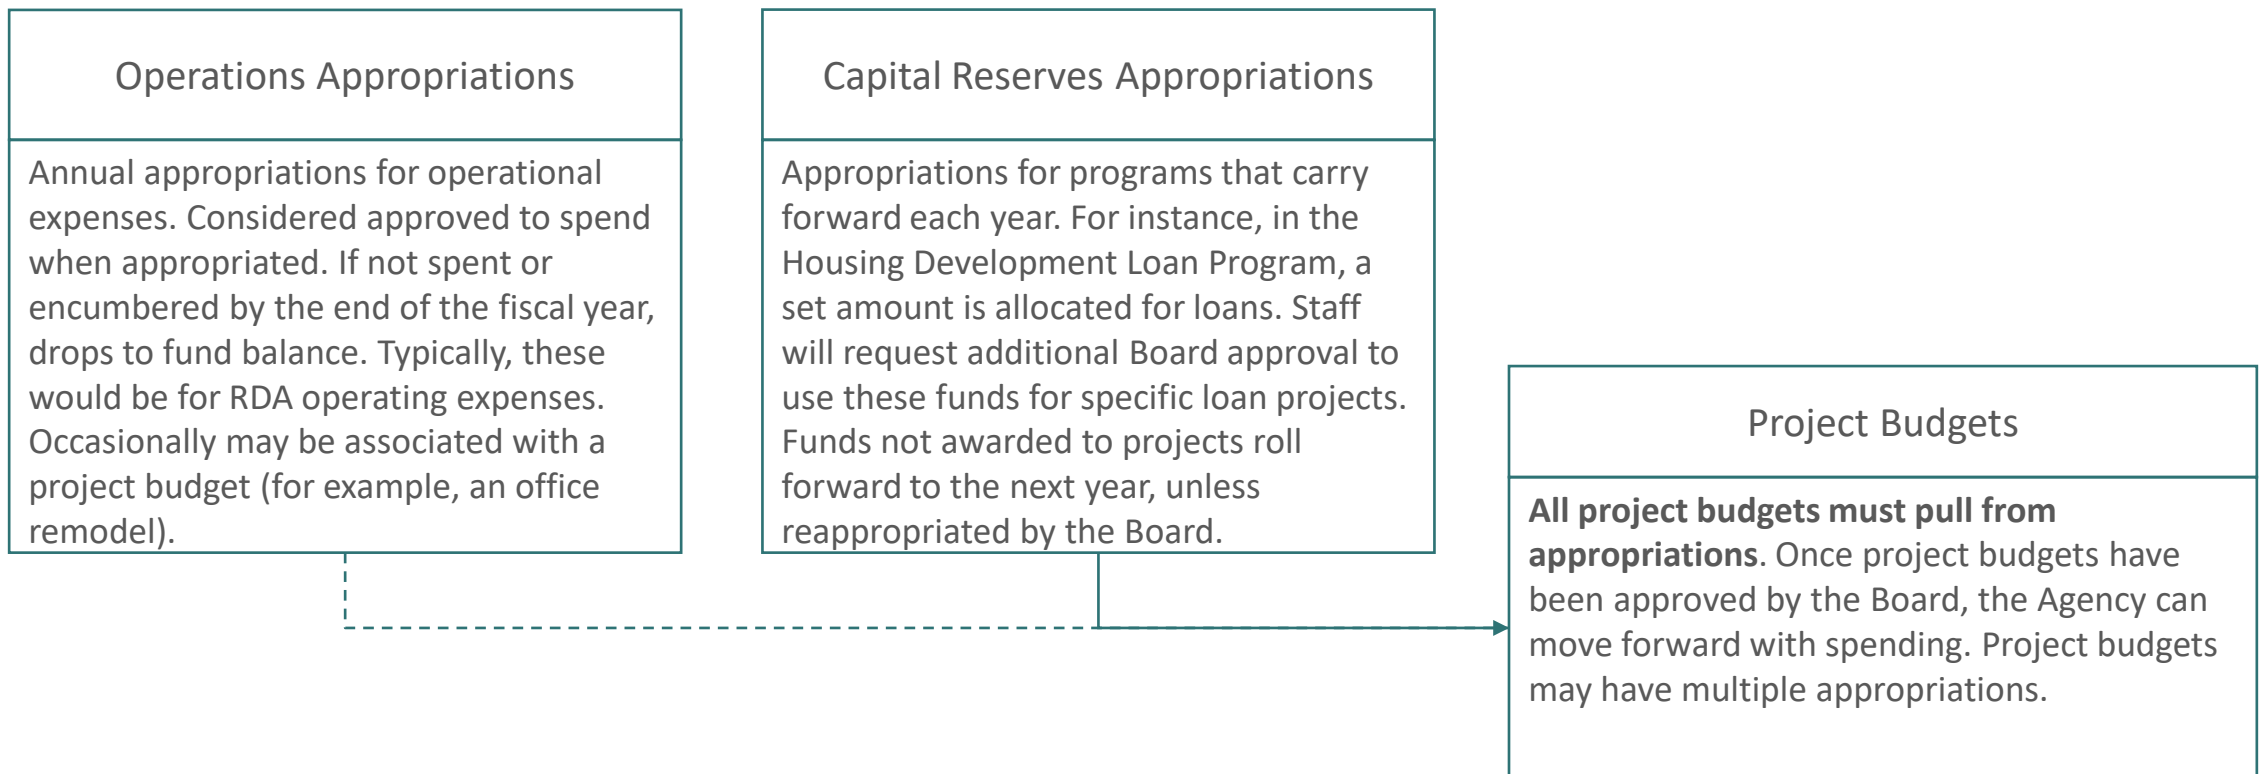 Operations Appropriations
Annual appropriations for operational
expenses. Considered approved to spend
when appropriated. If not spent or
encumbered by the end of the fiscal year,
drops to fund balance. Typically, these
would be for RDA operating expenses.
Occasionally may be associated with a
project budget (for example, an office
remodel).
Capital Reserves Appropriations
Appropriations for programs that carry
forward each year. For instance, in the
Housing Development Loan Program, a
set amount is allocated for loans. Staff
will request additional Board approval to
use these funds for specific loan projects.
Funds not awarded to projects roll
forward to the next year, unless
reappropriated by the Board.
Project Budgets
All project budgets must pull from
appropriations. Once project budgets have
been approved by the Board, the Agency can
move forward with spending. Project budgets
may have multiple appropriations.